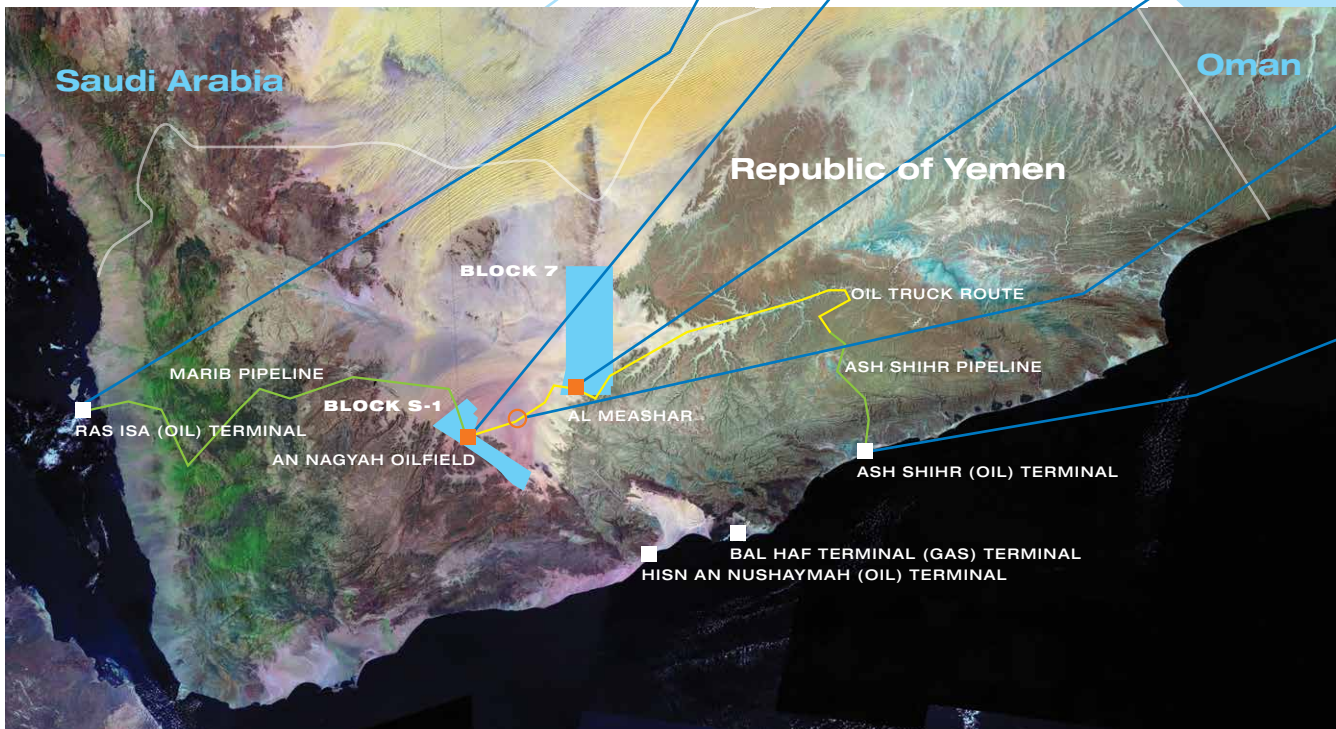 Saudi Arabia
Oman
Republic of Yemen
BLOCK 7
OIL TRUCK ROUTE
MARIB PIPELINE
ASH SHIHR PIPELINE
BLOCK S-1
AL MEASHAR
RAS ISA (OIL) TERMINAL
AN NAGYAH OILFIELD
ASH SHIHR (OIL) TERMINAL
BAL HAF TERMINAL (GAS) TERMINAL
HISN AN NUSHAYMAH (OIL) TERMINAL